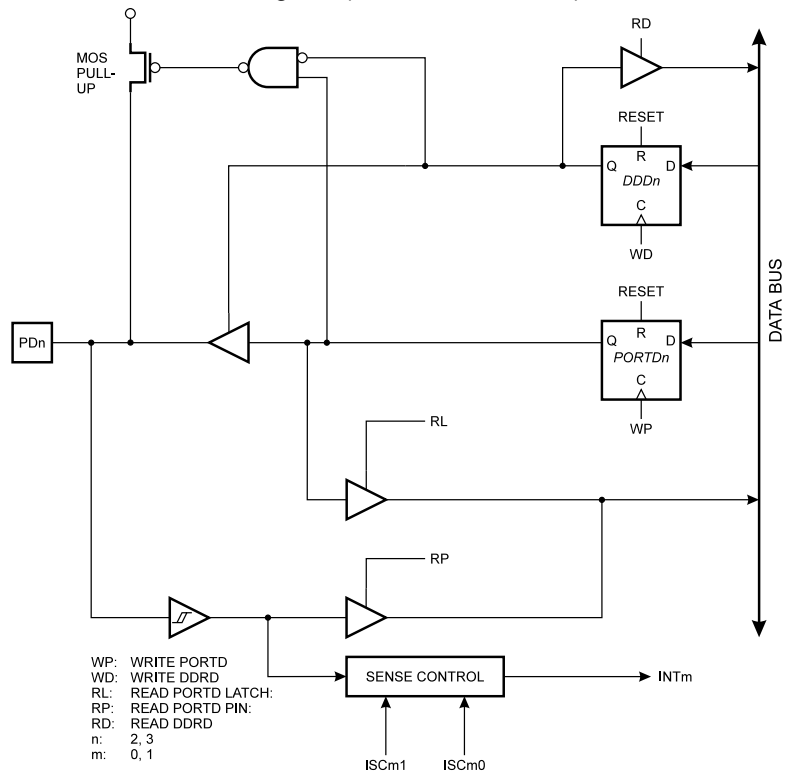 RD
MOS
PULL-
UP
RESET
R
Q
D
DDDn
C
WD
DATA BUS
RESET
R
Q
D
PORTDn
C
WP
PDn
RL
RP
SENSE CONTROL
INTm
ISCm1
ISCm0
WP: WRITE PORTD
WD: WRITE DDRD
RL: READ PORTD LATCH:
RP: READ PORTD PIN:
RD: READ DDRD
n: 2, 3
m: 0, 1